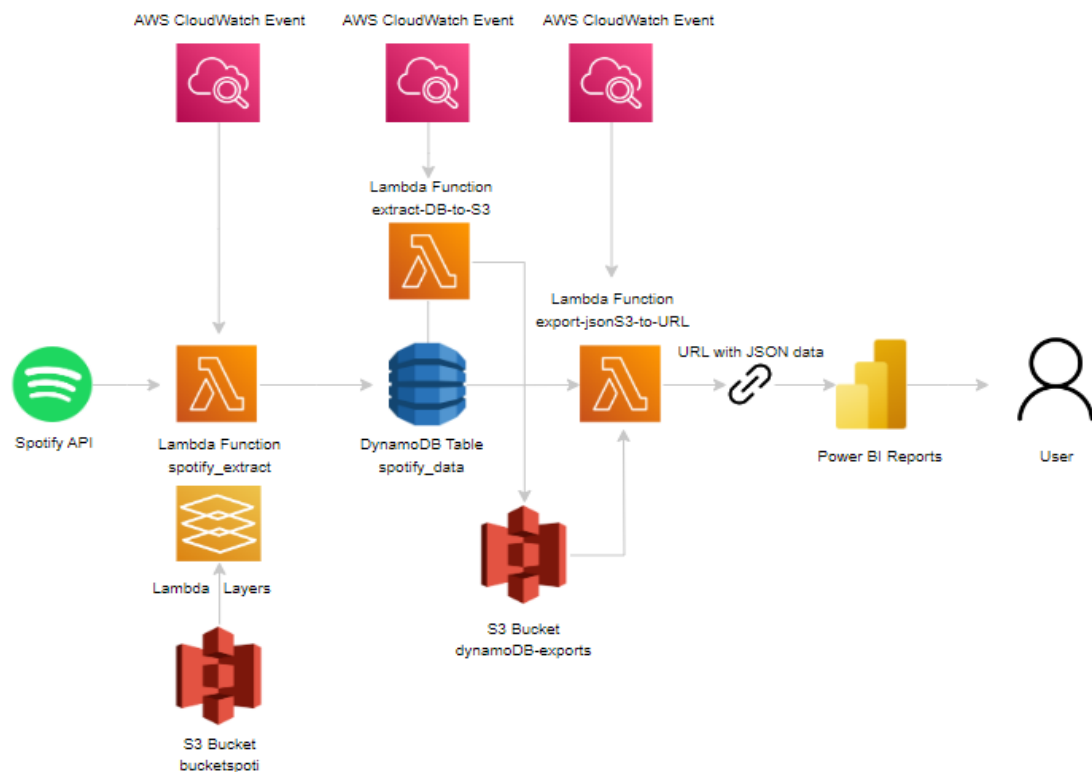 AWS CloudWatch Event
AWS CloudWatch Event
AWS CloudWatch Event
Lambda Function
extract-DB-to-S3
Lambda Function
export-jsonS3-to-URL
URL with JSON data
Spotify API
Lambda Function
spotify_extract
DynamoDB Table
spotify_data
Power BI Reports
User
Lambda Layers
S3 Bucket
dynamoDB-exports
S3 Bucket
bucketspoti